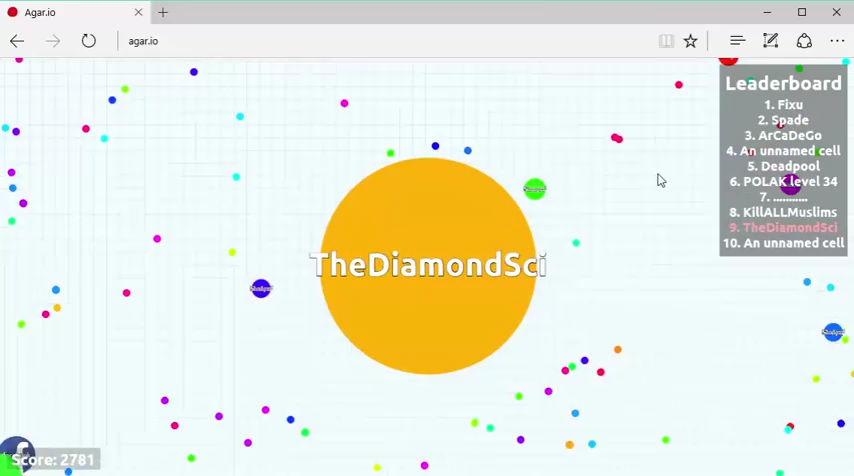 Agar.io
agar.io
Leaderboard
1. Fixu
2. Spade
3. ArCaDeGo
4. An unnamed cell
5. Deadpool
6. POLAK level 34
7. ...........
8. KillALLMuslims
9. TheDiamondSci
10. An unnamed cell
TheDiamondSci
Score: 2781